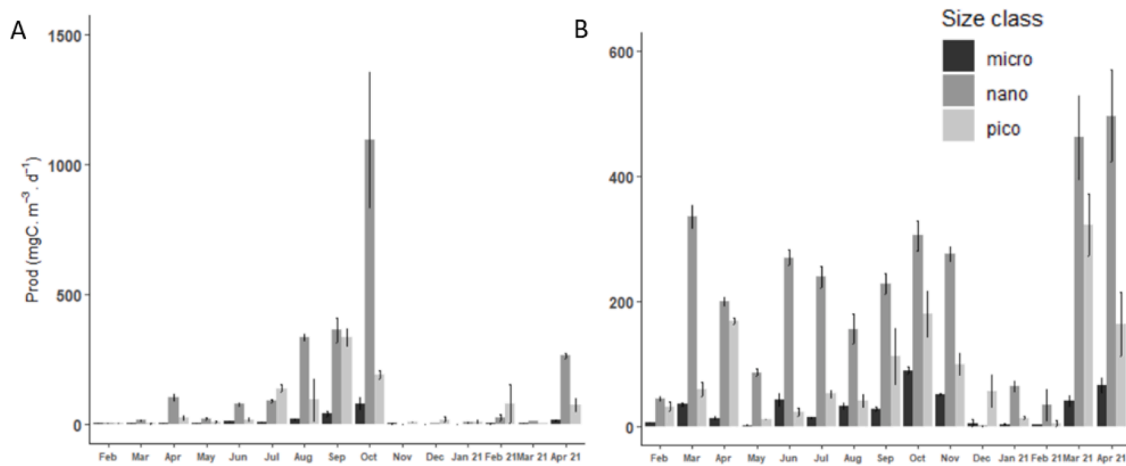 A
Prod (mgC. m⁻³. d⁻¹)
1500
1000
500
0
Feb Mar Apr May Jun Jul Aug Sep Oct Nov Dec Jan 21 Feb 21 Mar 21 Apr 21
B
Size class
micro
nano
pico
600
400
200
0
Feb Mar Apr May Jun Jul Aug Sep Oct Nov Dec Jan 21 Feb 21 Mar 21 Apr 21